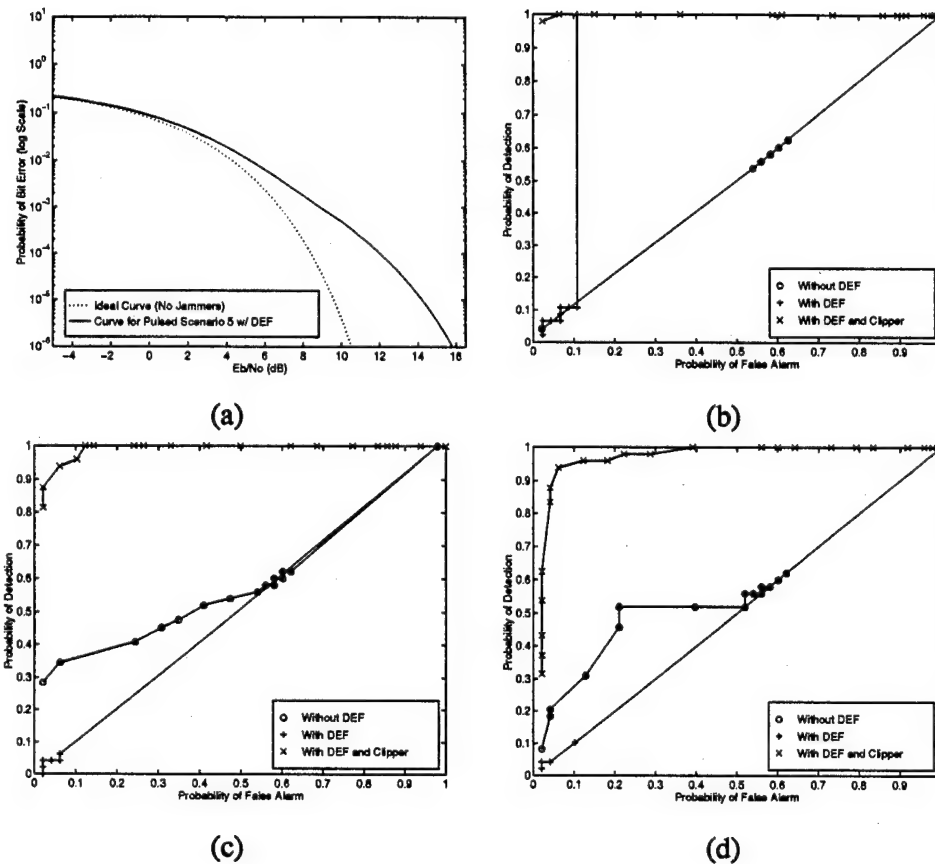 10^1
10^0
10^-1
10^-2
10^-3
10^-4
10^-5
10^-6
Probability of Bit Error (log Scale)
Ideal Curve (No Jammers)
Curve for Pulsed Scenario 5 w/ DEF
-4 -2 0 2 4 6 8 10 12 14 16
Eb/No (dB)
(a)
1
0.9
0.8
0.7
0.6
0.5
0.4
0.3
0.2
0.1
0
Probability of Detection
Without DEF
With DEF
With DEF and Clipper
0 0.1 0.2 0.3 0.4 0.5 0.6 0.7 0.8 0.9
Probability of False Alarm
(b)
1
0.9
0.8
0.7
0.6
0.5
0.4
0.3
0.2
0.1
0
Probability of Detection
Without DEF
With DEF
With DEF and Clipper
0 0.1 0.2 0.3 0.4 0.5 0.6 0.7 0.8 0.9 1
Probability of False Alarm
(c)
1
0.9
0.8
0.7
0.6
0.5
0.4
0.3
0.2
0.1
0
Probability of Detection
Without DEF
With DEF
With DEF and Clipper
0 0.1 0.2 0.3 0.4 0.5 0.6 0.7 0.8 0.9
Probability of False Alarm
(d)